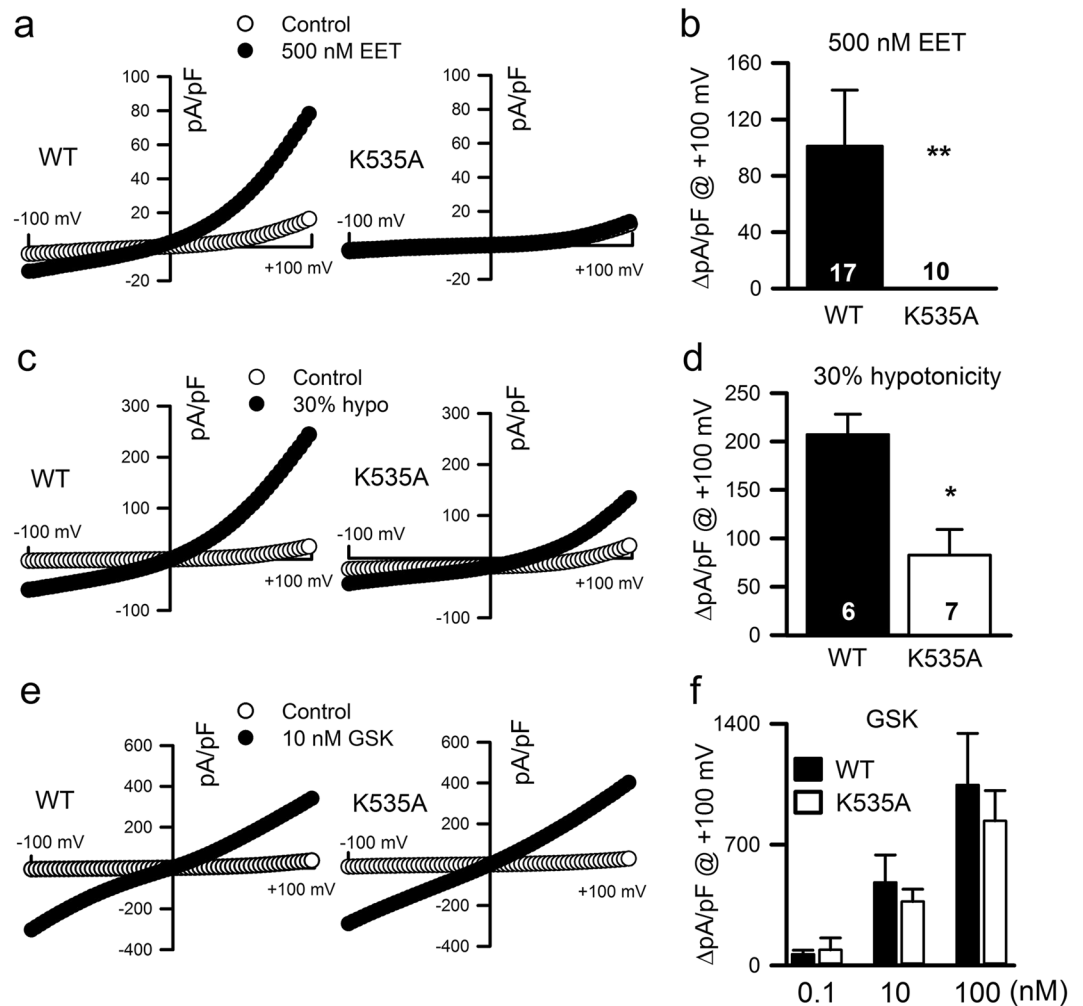 a
Control
500 nM EET
WT
pA/pF
100
80
60
40
20
-20
-100 mV
+100 mV
K535A
pA/pF
100
80
60
40
20
-20
-100 mV
+100 mV
b
500 nM EET
ΔpA/pF @ +100 mV
160
120
80
40
0
**
17
10
WT
K535A
c
Control
30% hypo
WT
pA/pF
300
200
100
-100
-100 mV
+100 mV
K535A
pA/pF
300
200
100
-100
-100 mV
+100 mV
d
30% hypotonicity
ΔpA/pF @ +100 mV
250
200
150
100
50
0
*
6
7
WT
K535A
e
Control
10 nM GSK
WT
pA/pF
600
400
200
-200
-400
-100 mV
+100 mV
K535A
pA/pF
600
400
200
-200
-400
-100 mV
+100 mV
f
GSK
WT
K535A
ΔpA/pF @ +100 mV
1400
700
0
0.1 10 100 (nM)